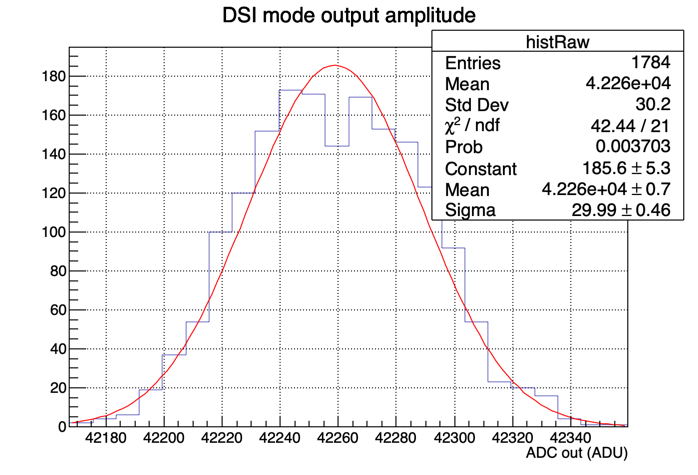 DSI mode output amplitude
histRaw
Entries 1784
Mean 4.226e+04
Std Dev 30.2
χ² / ndf 42.44 / 21
Prob 0.003703
Constant 185.6 ± 5.3
Mean 4.226e+04 ± 0.7
Sigma 29.99 ± 0.46
180
160
140
120
100
80
60
40
20
0
42180 42200 42220 42240 42260 42280 42300 42320 42340
ADC out (ADU)